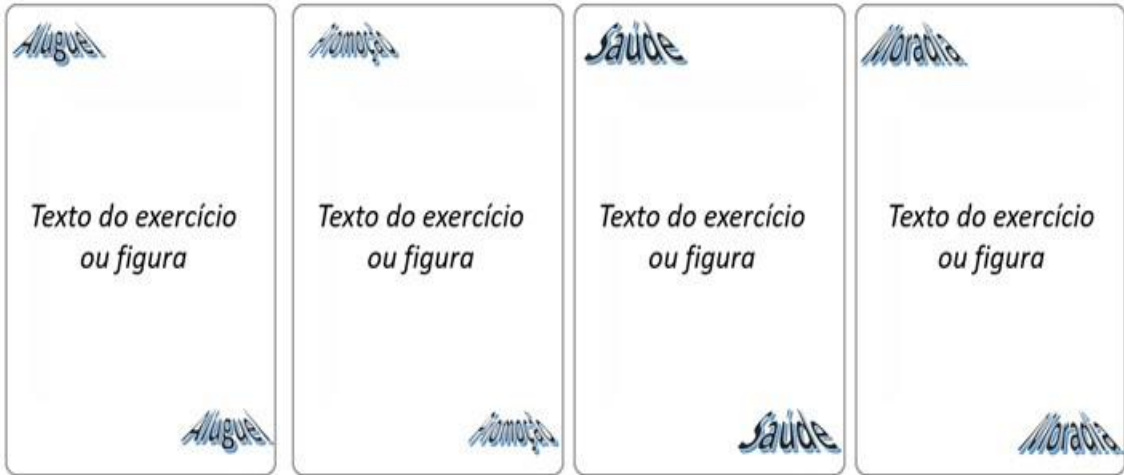 Aluguel
Texto do exercício
ou figura
Aluguel
Promoção
Texto do exercício
ou figura
Promoção
Saúde
Texto do exercício
ou figura
Saúde
Moradia
Texto do exercício
ou figura
Moradia